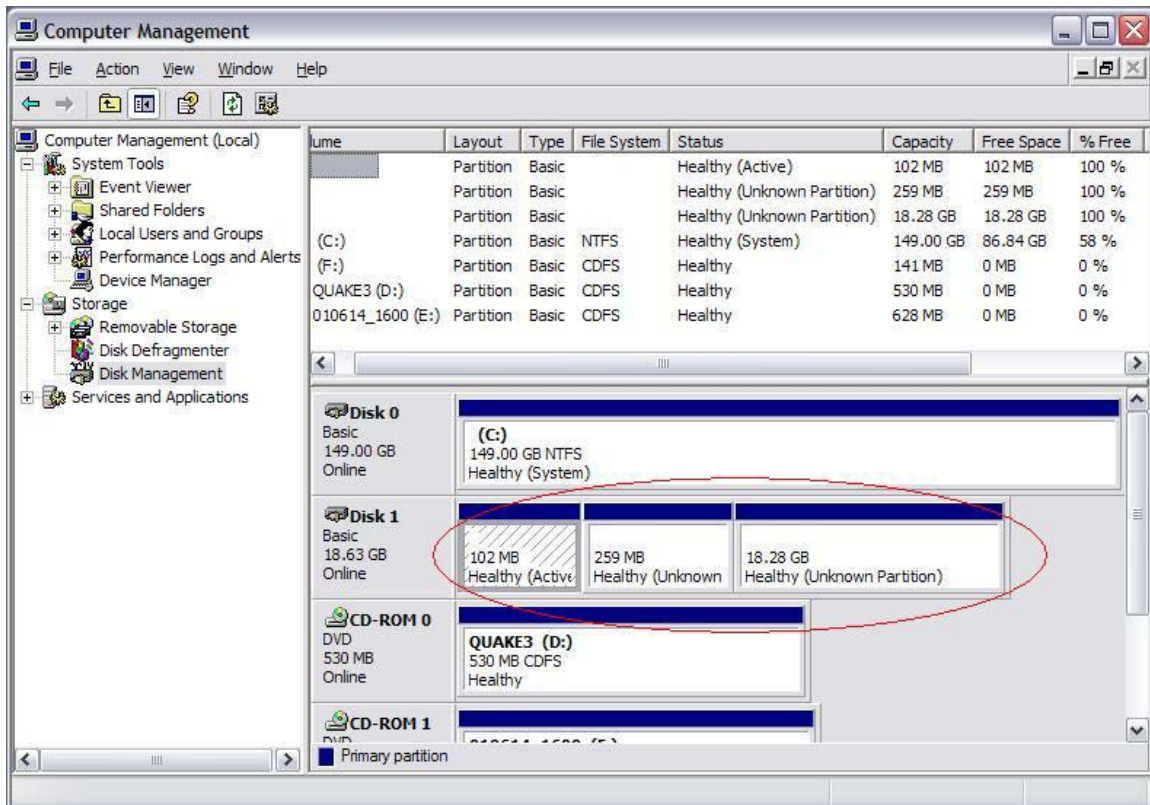 Computer Management
File Action View Window Help
Computer Management (Local)
System Tools
Event Viewer
Shared Folders
Local Users and Groups
Performance Logs and Alerts
Device Manager
Storage
Removable Storage
Disk Defragmenter
Disk Management
Services and Applications
lume Layout Type File System Status Capacity Free Space % Free
Partition Basic Healthy (Active) 102 MB 102 MB 100 %
Partition Basic Healthy (Unknown Partition) 259 MB 259 MB 100 %
Partition Basic Healthy (Unknown Partition) 18.28 GB 18.28 GB 100 %
(C:) Partition Basic NTFS Healthy (System) 149.00 GB 86.84 GB 58 %
(F:) Partition Basic CDFS Healthy 141 MB 0 MB 0 %
QUAKE3 (D:) Partition Basic CDFS Healthy 530 MB 0 MB 0 %
010614_1600 (E:) Partition Basic CDFS Healthy 628 MB 0 MB 0 %
Disk 0
Basic
149.00 GB
Online
(C:)
149.00 GB NTFS
Healthy (System)
Disk 1
Basic
18.63 GB
Online
102 MB
Healthy (Active
259 MB
Healthy (Unknown
18.28 GB
Healthy (Unknown Partition)
CD-ROM 0
DVD
530 MB
Online
QUAKE3 (D:)
530 MB CDFS
Healthy
CD-ROM 1
Primary partition